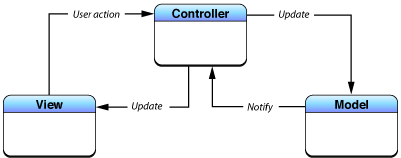 User action
Controller
Update
View
Update
Notify
Model